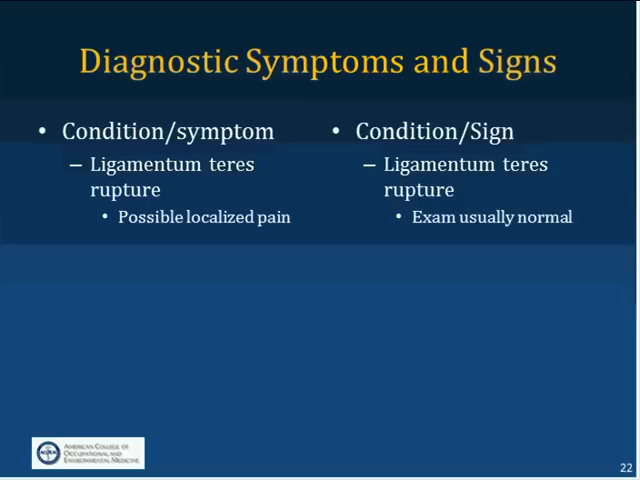 Diagnostic Symptoms and Signs
• Condition/symptom
– Ligamentum teres
rupture
• Possible localized pain
• Condition/Sign
– Ligamentum teres
rupture
• Exam usually normal
American College of
Occupational and
Environmental Medicine
22